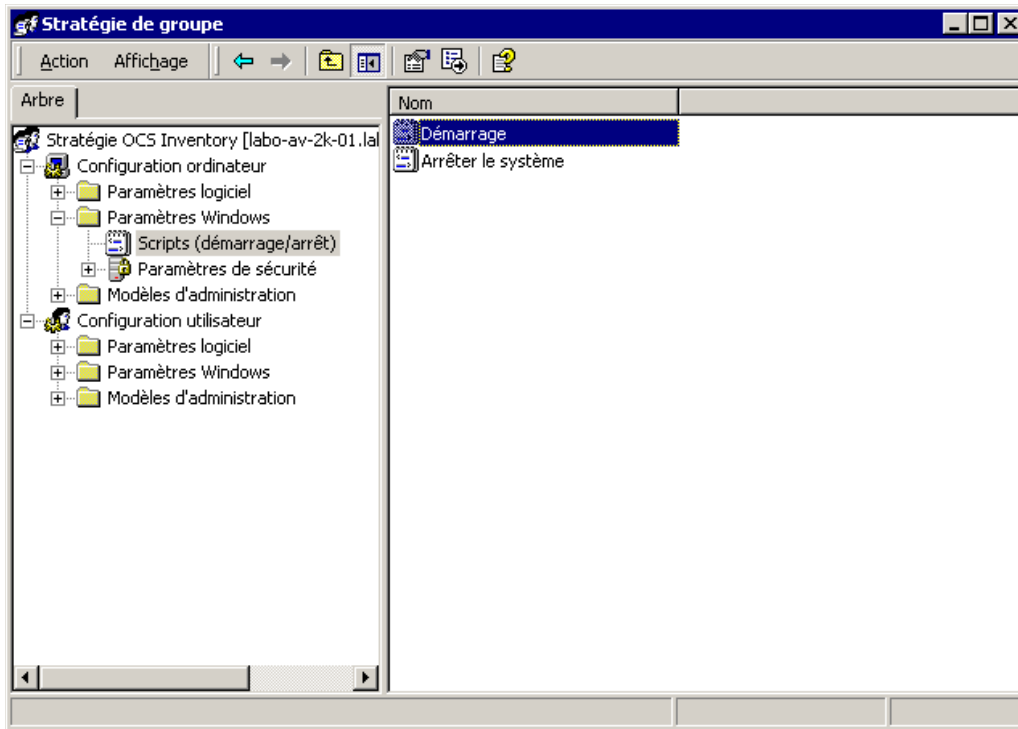 Stratégie de groupe
Action Affichage
Arbre
Stratégie OCS Inventory [labo-av-2k-01.lal
Configuration ordinateur
Paramètres logiciel
Paramètres Windows
Scripts (démarrage/arrêt)
Paramètres de sécurité
Modèles d'administration
Configuration utilisateur
Paramètres logiciel
Paramètres Windows
Modèles d'administration
Nom
Démarrage
Arrêter le système